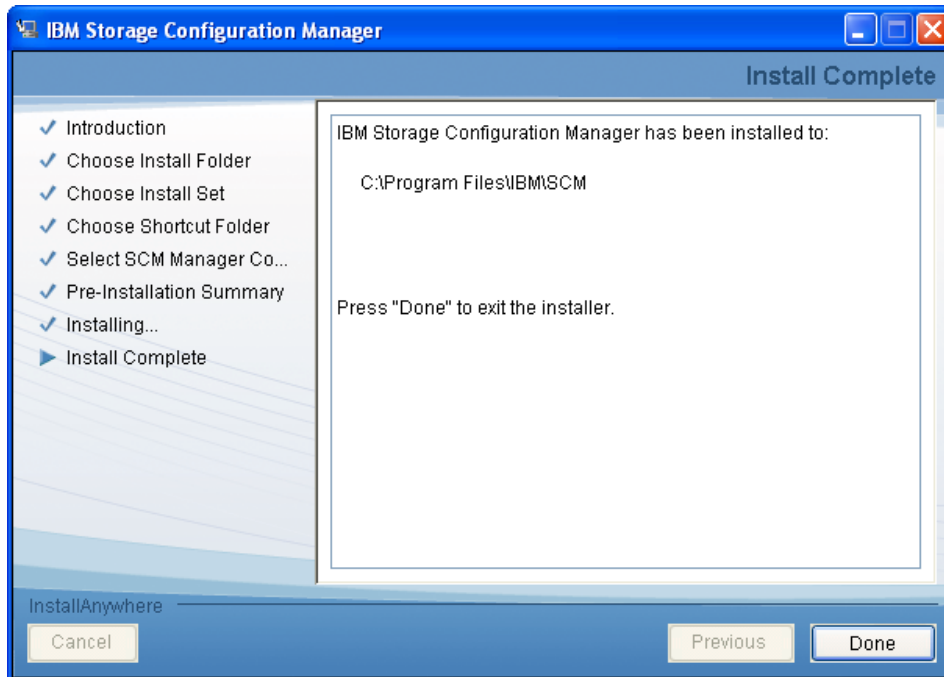 IBM Storage Configuration Manager
Install Complete
Introduction
Choose Install Folder
Choose Install Set
Choose Shortcut Folder
Select SCM Manager Co...
Pre-Installation Summary
Installing...
Install Complete
IBM Storage Configuration Manager has been installed to:
C:\Program Files\IBM\SCM
Press "Done" to exit the installer.
InstallAnywhere
Cancel
Previous
Done